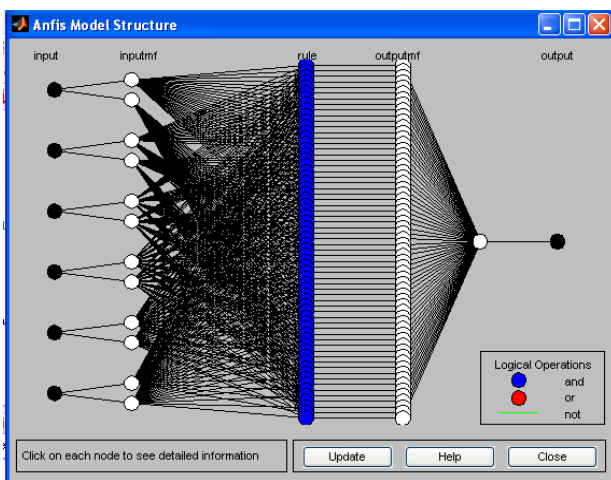 Anfis Model Structure
input inputmf rule outputmf output
Logical Operations
and
or
not
Click on each node to see detailed information
Update Help Close